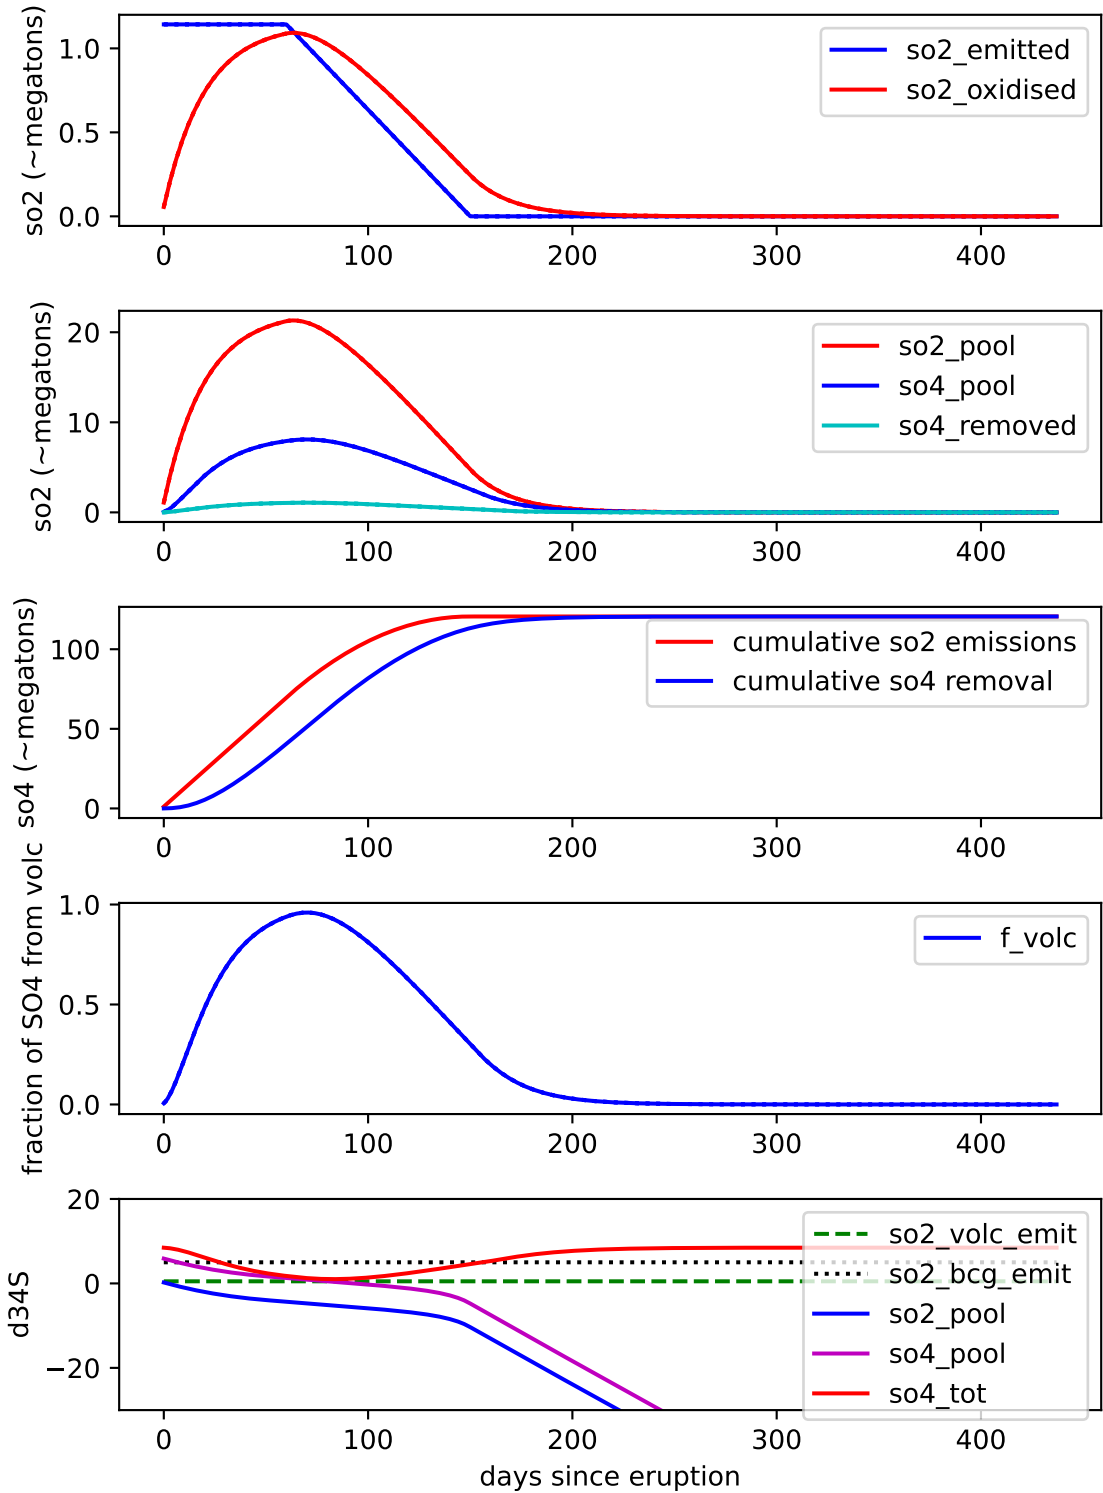 so2 (~megatons)
1.0
0.5
0.0
so2_emitted
so2_oxidised
0 100 200 300 400
so2 (~megatons)
20
10
0
so2_pool
so4_pool
so4_removed
0 100 200 300 400
so4 (~megatons)
100
50
0
cumulative so2 emissions
cumulative so4 removal
0 100 200 300 400
fraction of SO4 from volc
1.0
0.5
0.0
f_volc
0 100 200 300 400
d34S
20
0
−20
so2_volc_emit
so2_bcg_emit
so2_pool
so4_pool
so4_tot
0 100 200 300 400
days since eruption